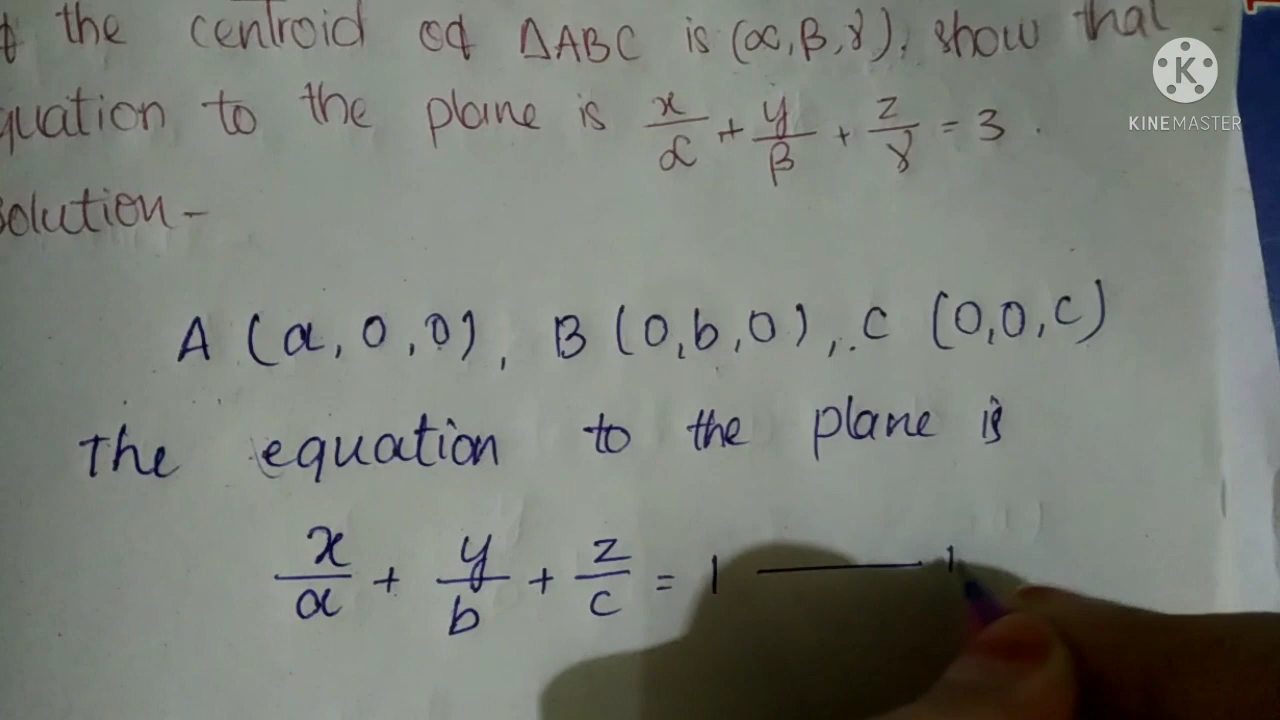 the centroid of ΔABC is (α, β, γ), show that
quation to the plane is x/α + y/β + z/γ = 3.
solution -
A (a, 0, 0), B (0, b, 0), C (0, 0, c)
The equation to the plane is
x/a + y/b + z/c = 1 —— 1
K
KINEMASTER